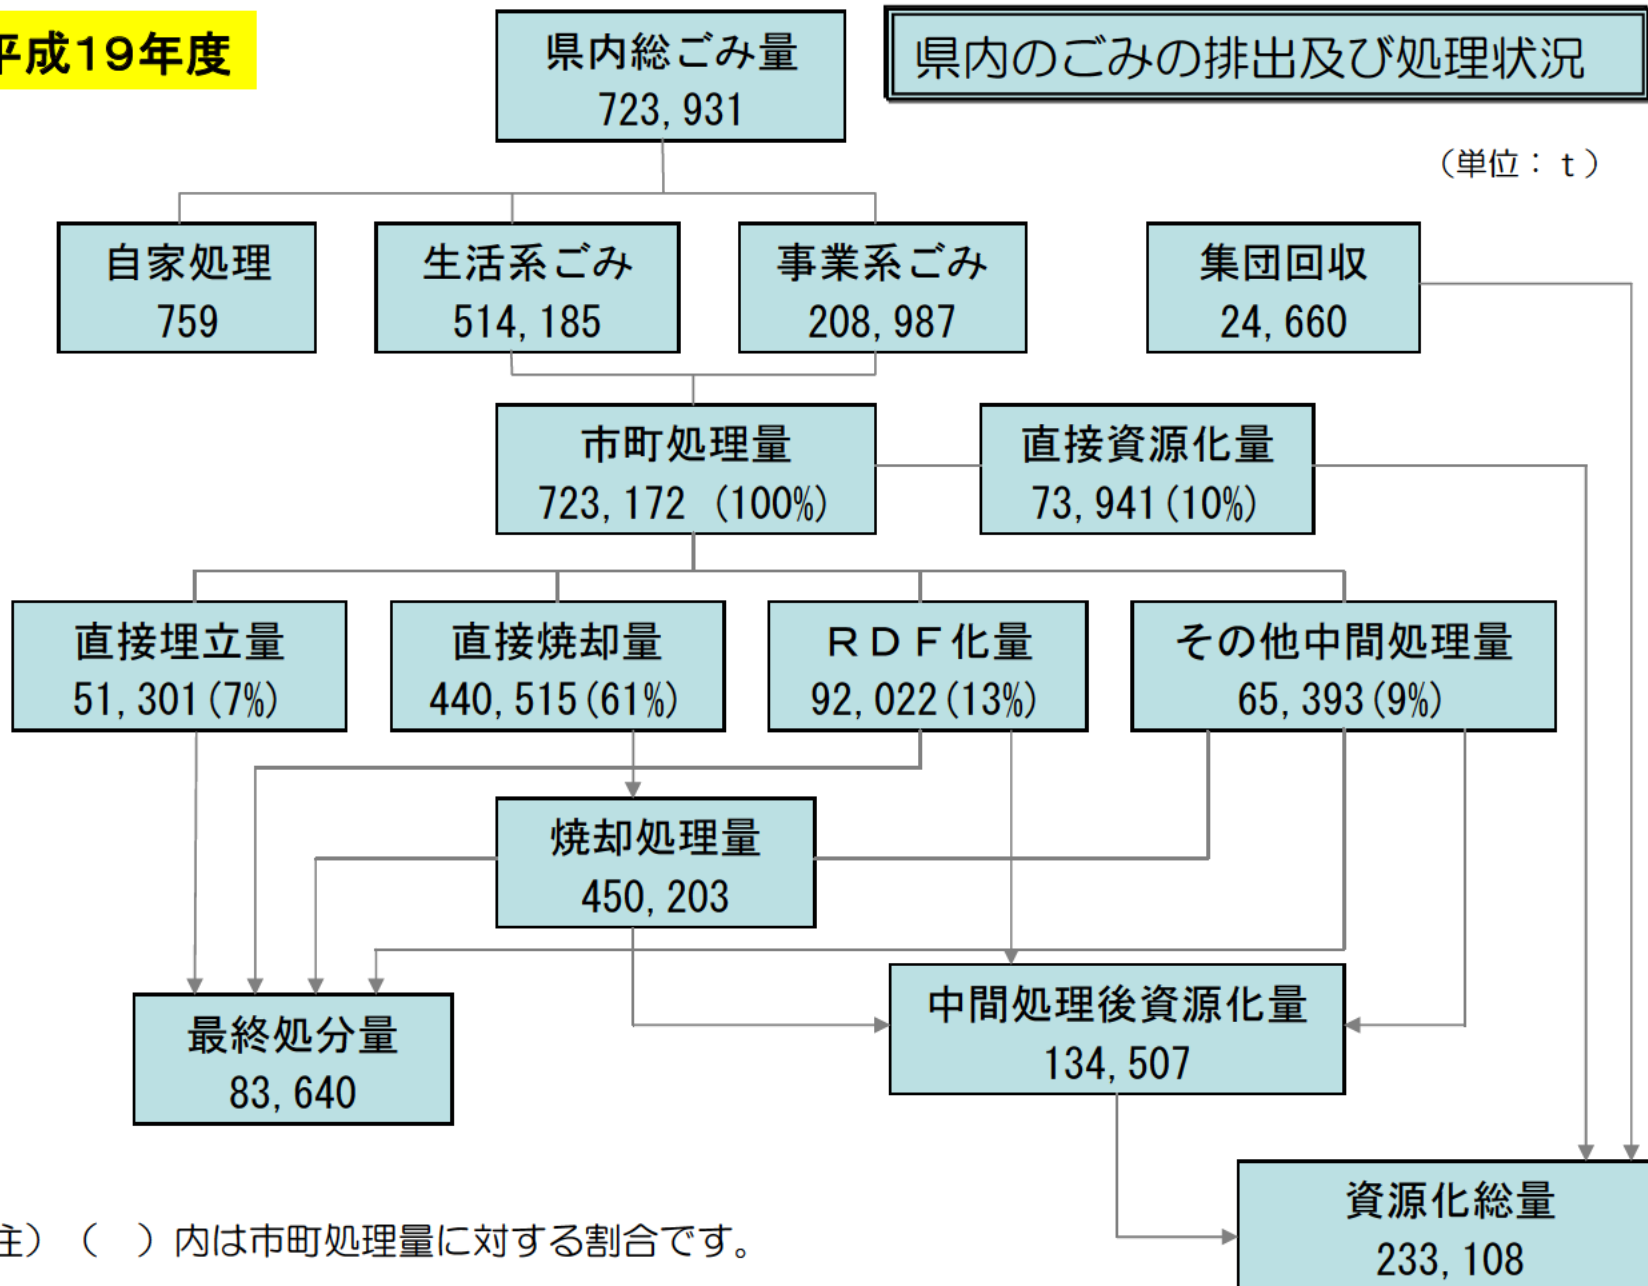 平成19年度
県内のごみの排出及び処理状況
(単位:t)
県内総ごみ量
723,931
自家処理
759
生活系ごみ
514,185
事業系ごみ
208,987
集団回収
24,660
市町処理量
723,172 (100%)
直接資源化量
73,941(10%)
直接埋立量
51,301(7%)
直接焼却量
440,515(61%)
RDF化量
92,022(13%)
その他中間処理量
65,393(9%)
焼却処理量
450,203
中間処理後資源化量
134,507
最終処分量
83,640
資源化総量
233,108
注)( )内は市町処理量に対する割合です。